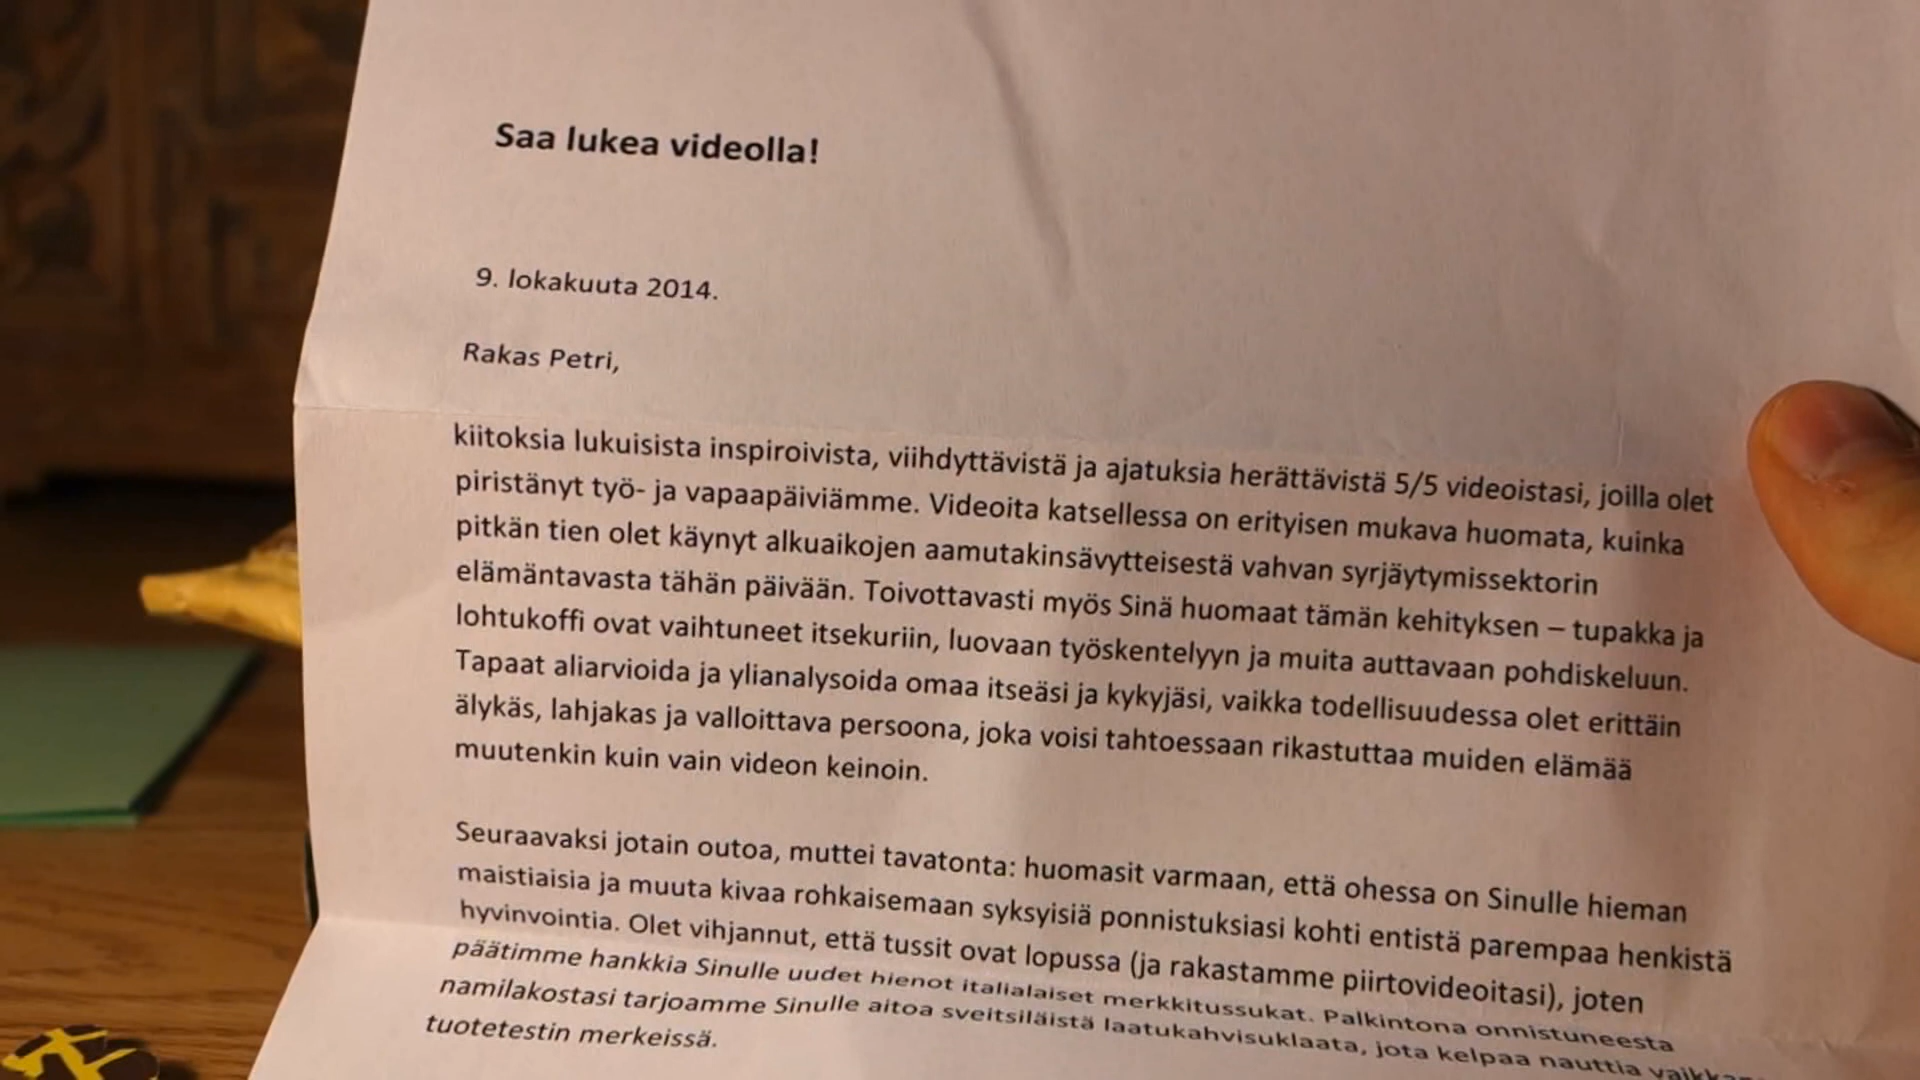 Saa lukea videolla!
9. lokakuuta 2014.
Rakas Petri,
kiitoksia lukuisista inspiroivista, viihdyttävistä ja ajatuksia herättävistä 5/5 videoistasi, joilla olet
piristänyt työ- ja vapaapäiviämme. Videoita katsellessa on erityisen mukava huomata, kuinka
pitkän tien olet käynyt alkuaikojen aamutakinsävytteisestä vahvan syrjäytymissektorin
elämäntavasta tähän päivään. Toivottavasti myös Sinä huomaat tämän kehityksen – tupakka ja
lohtukoffi ovat vaihtuneet itsekuriin, luovaan työskentelyyn ja muita auttavaan pohdiskeluun.
Tapaat aliarvioida ja ylianalysoida omaa itseäsi ja kykyjäsi, vaikka todellisuudessa olet erittäin
älykäs, lahjakas ja valloittava persoona, joka voisi tahtoessaan rikastuttaa muiden elämää
muutenkin kuin vain videon keinoin.
Seuraavaksi jotain outoa, muttei tavatonta: huomasit varmaan, että ohessa on Sinulle hieman
maistiaisia ja muuta kivaa rohkaisemaan syksyisiä ponnistuksiasi kohti entistä parempaa henkistä
hyvinvointia. Olet vihjannut, että tussit ovat lopussa (ja rakastamme piirtovideoitasi), joten
päätimme hankkia Sinulle uudet hienot italialaiset merkkitussukat. Palkintona onnistuneesta
namilakostasi tarjoamme Sinulle aitoa sveitsiläistä laatukahvisuklaata, jota kelpaa nauttia
tuotetestin merkeissä.